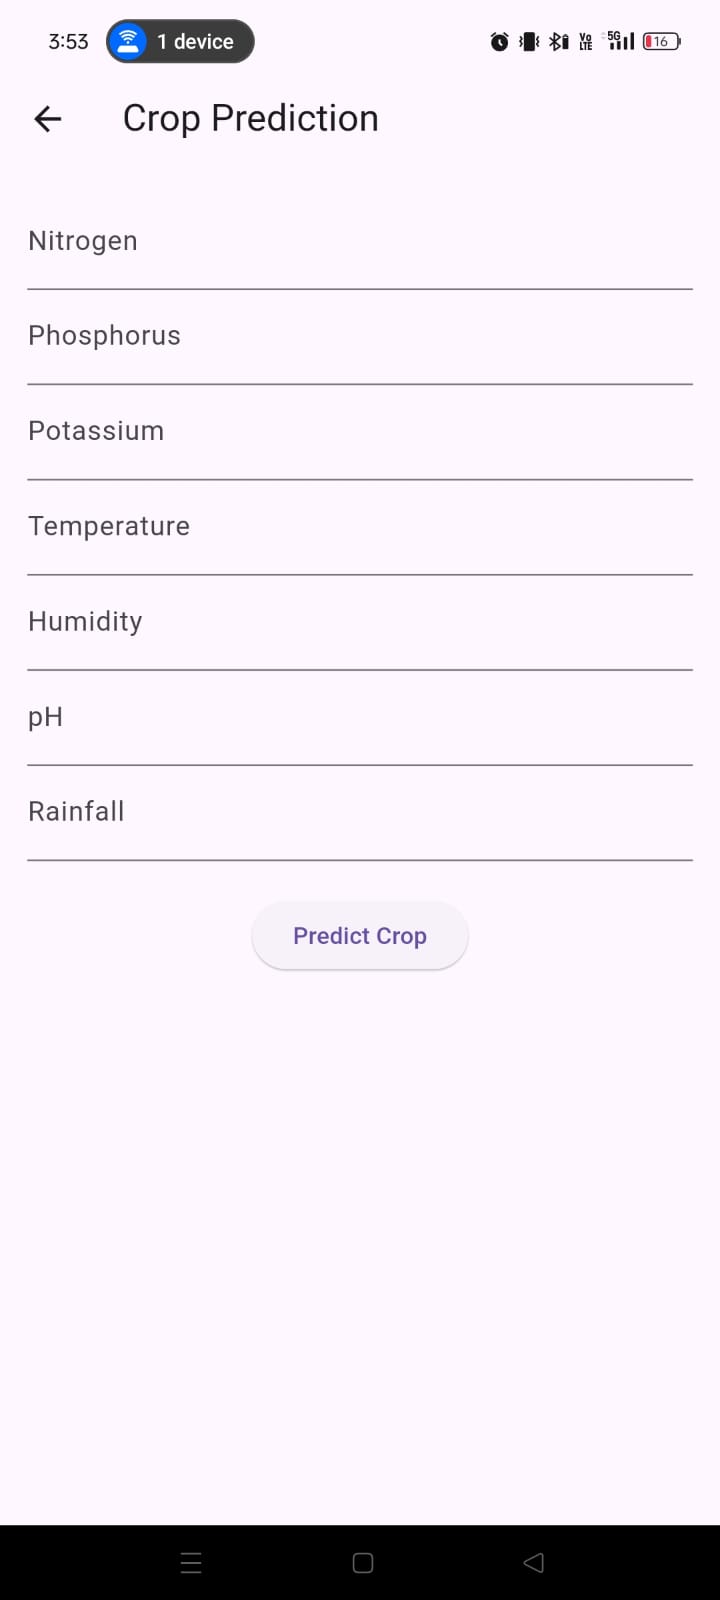 3:53 1 device Vo LTE 5G 16
Crop Prediction
Nitrogen
Phosphorus
Potassium
Temperature
Humidity
pH
Rainfall
Predict Crop